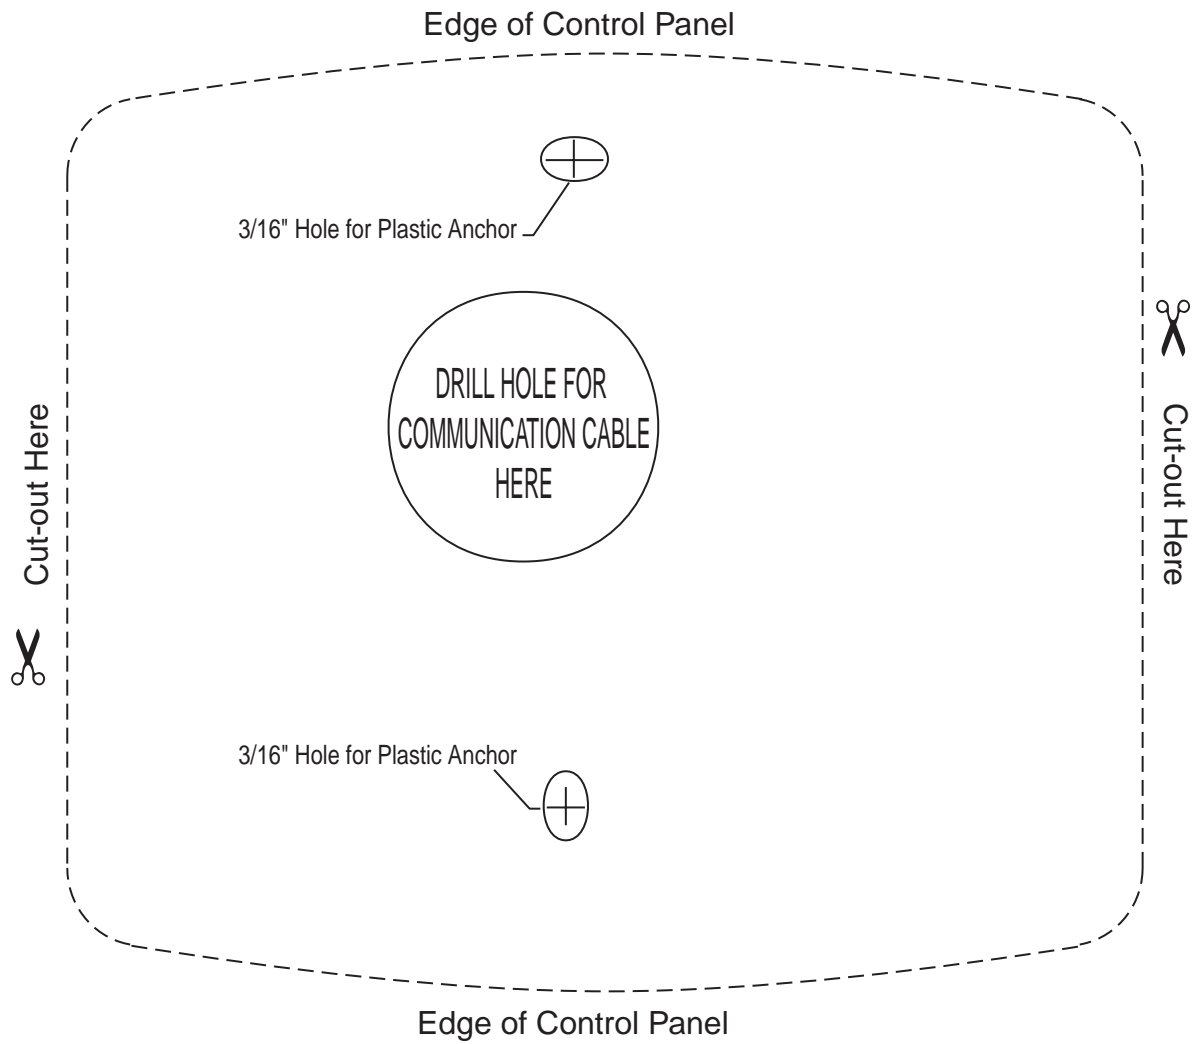 Edge of Control Panel
3/16" Hole for Plastic Anchor
DRILL HOLE FOR
COMMUNICATION CABLE
HERE
Cut-out Here
Cut-out Here
3/16" Hole for Plastic Anchor
Edge of Control Panel